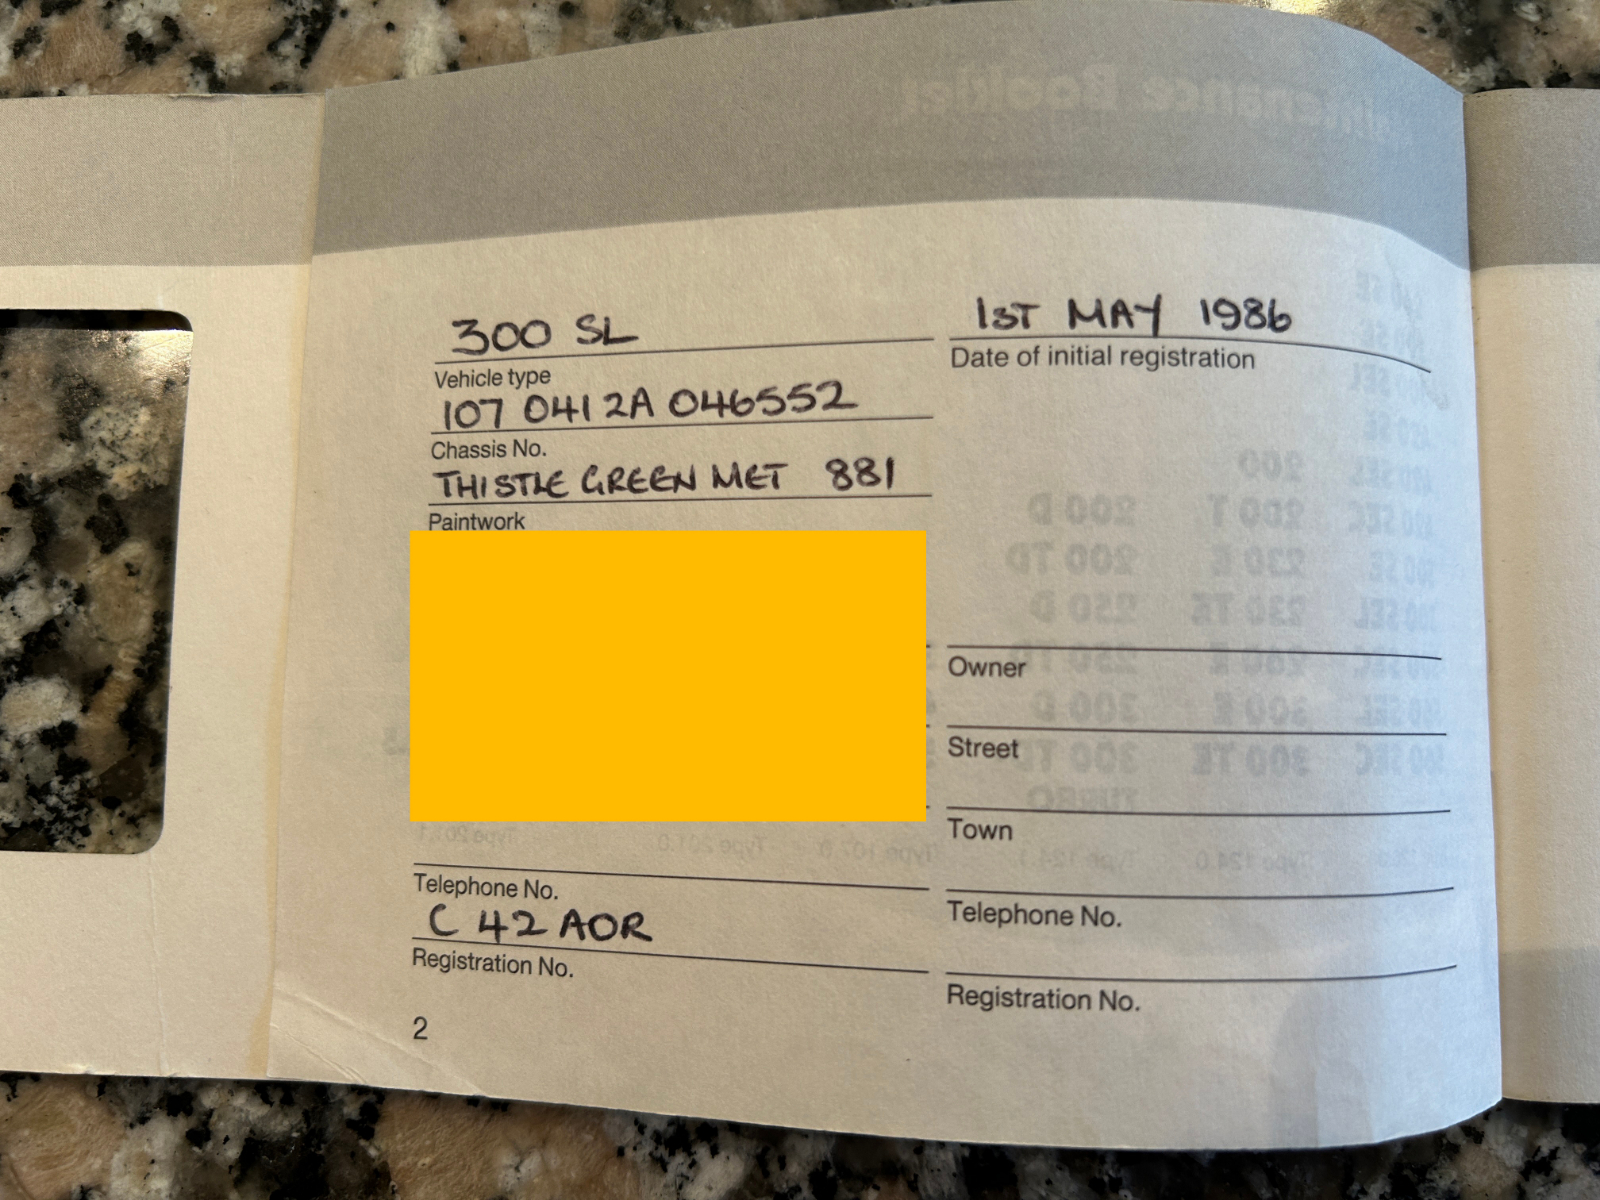 300 SL
Vehicle type
107 0412A 046552
Chassis No.
THISTLE GREEN MET 881
Paintwork
Telephone No.
C 42 AOR
Registration No.
2
1ST MAY 1986
Date of initial registration
Owner
Street
Town
Telephone No.
Registration No.